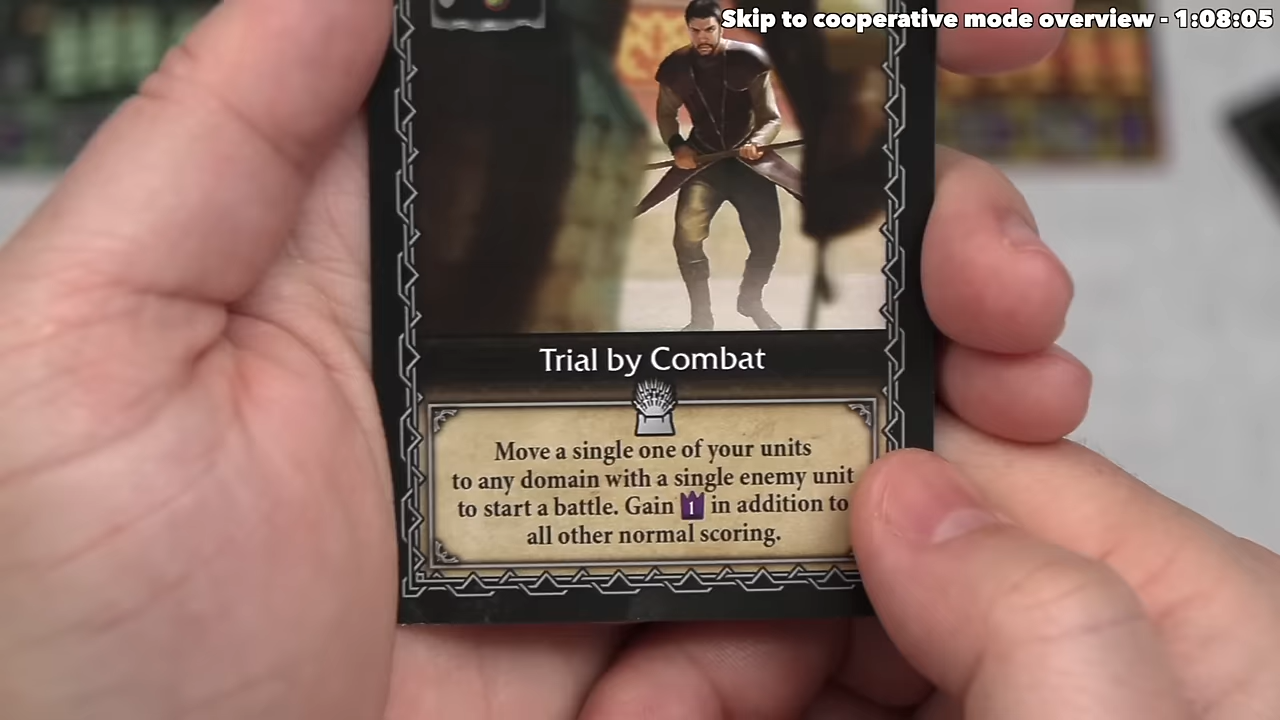 Skip to cooperative mode overview - 1:08:05
Trial by Combat
Move a single one of your units
to any domain with a single enemy unit
to start a battle. Gain 1 in addition to
all other normal scoring.